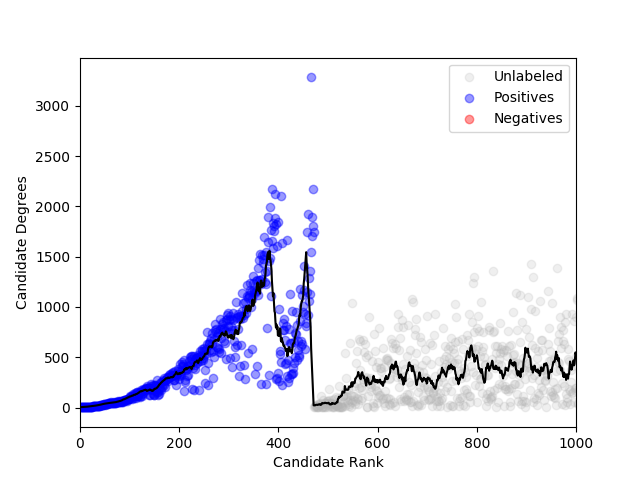 Unlabeled
Positives
Negatives
3000
2500
2000
1500
1000
500
0
Candidate Degrees
0 200 400 600 800 1000
Candidate Rank